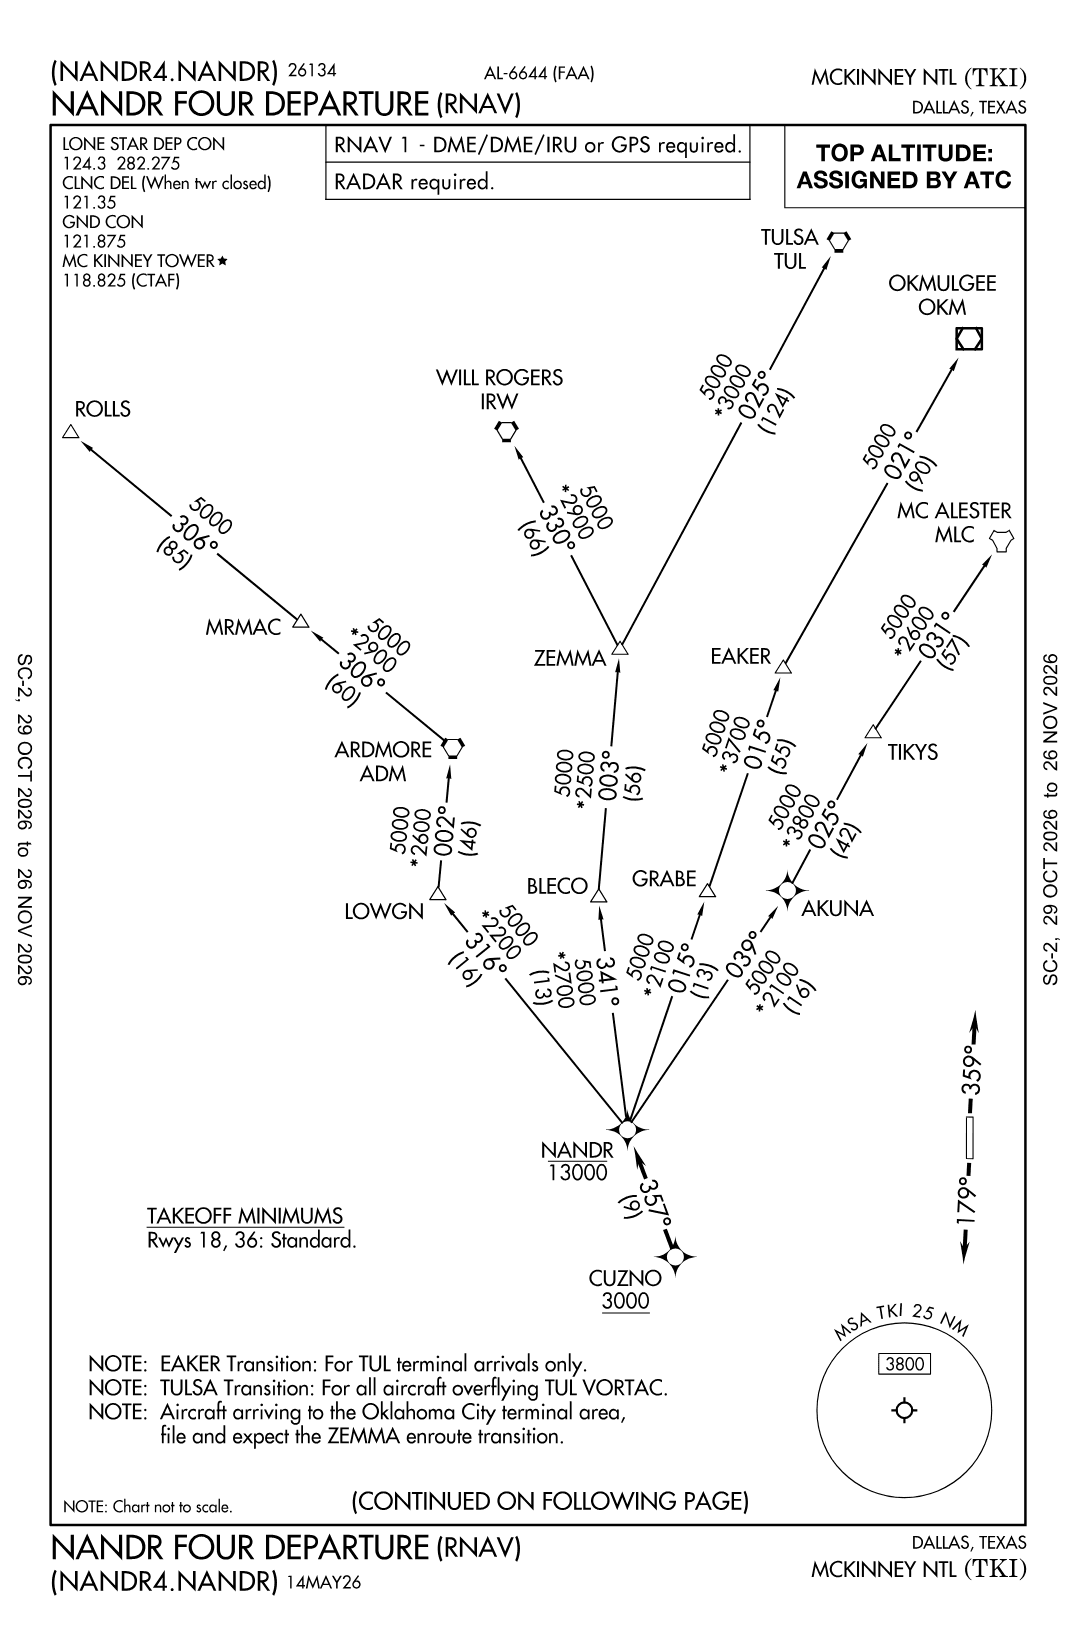 (NANDR4.NANDR) 26134
AL-6644 (FAA)
MCKINNEY NTL (TKI)
NANDR FOUR DEPARTURE (RNAV)
DALLAS, TEXAS
LONE STAR DEP CON
124.3 282.275
CLNC DEL (When twr closed)
121.35
GND CON
121.875
MC KINNEY TOWER★
118.825 (CTAF)
RNAV 1 - DME/DME/IRU or GPS required.
RADAR required.
TOP ALTITUDE:
ASSIGNED BY ATC
TULSA
TUL
OKMULGEE
OKM
5000
*3000
025°
(124)
WILL ROGERS
IRW
ROLLS
5000
021°
(90)
5000
*2900
330°
(66)
5000
306°
(85)
MC ALESTER
MLC
MRMAC
5000
*2900
306°
(60)
ZEMMA
EAKER
5000
*2600
031°
(57)
ARDMORE
ADM
TIKYS
5000
*2500
003°
(56)
5000
*3700
015°
(55)
5000
*2600
002°
(46)
5000
*3800
025°
(42)
LOWGN
BLECO
GRABE
AKUNA
5000
*2200
316°
(16)
341°
5000
*2700
(13)
5000
*2100
015°
(13)
039°
5000
*2100
(16)
359°
179°
NANDR
13000
357°
(9)
CUZNO
3000
TAKEOFF MINIMUMS
Rwys 18, 36: Standard.
MSA TKI 25 NM
3800
NOTE: EAKER Transition: For TUL terminal arrivals only.
NOTE: TULSA Transition: For all aircraft overflying TUL VORTAC.
NOTE: Aircraft arriving to the Oklahoma City terminal area,
file and expect the ZEMMA enroute transition.
NOTE: Chart not to scale.
(CONTINUED ON FOLLOWING PAGE)
NANDR FOUR DEPARTURE (RNAV)
DALLAS, TEXAS
(NANDR4.NANDR) 14MAY26
MCKINNEY NTL (TKI)
SC-2, 29 OCT 2026 to 26 NOV 2026
SC-2, 29 OCT 2026 to 26 NOV 2026